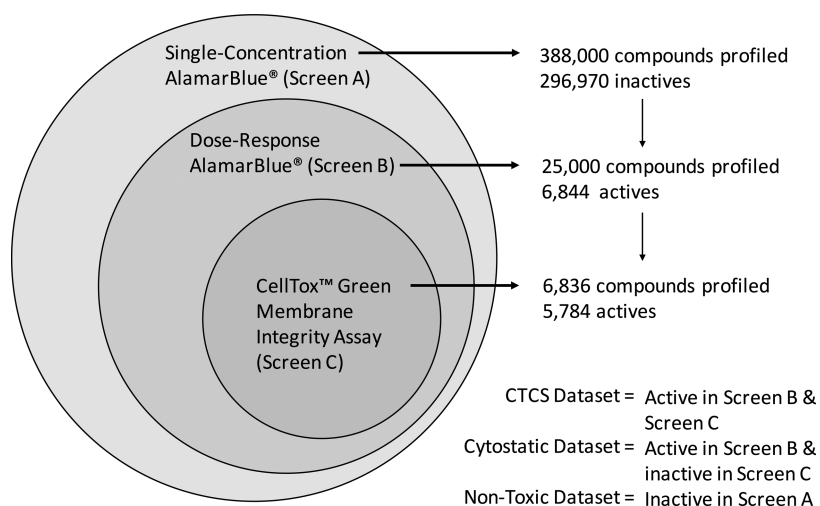 Single-Concentration
AlamarBlue® (Screen A)
388,000 compounds profiled
296,970 inactives
Dose-Response
AlamarBlue® (Screen B)
25,000 compounds profiled
6,844 actives
CellTox™ Green
Membrane
Integrity Assay
(Screen C)
6,836 compounds profiled
5,784 actives
CTCS Dataset = Active in Screen B &
Screen C
Cytostatic Dataset = Active in Screen B &
inactive in Screen C
Non-Toxic Dataset = Inactive in Screen A